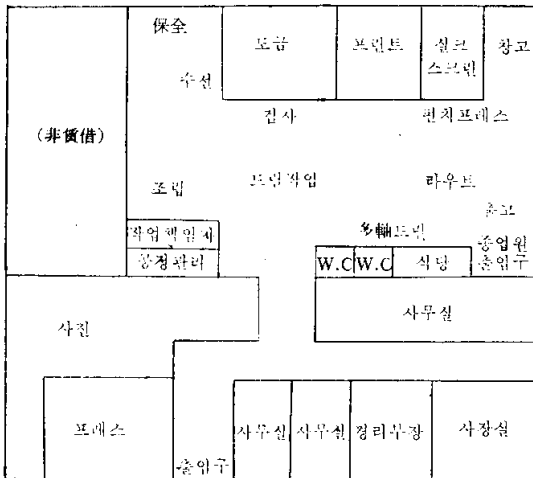 保全
도금
프린트
실크
스크린
창고
수선
검사
펀치프레스
(非賃借)
조립
드릴작업
라우트
출고
多軸드릴
종업원
출입구
작업책임자
공정관리
W.C
W.C
식당
사진
사무실
프레스
출입구
사무실
사무실
경리부장
사장실